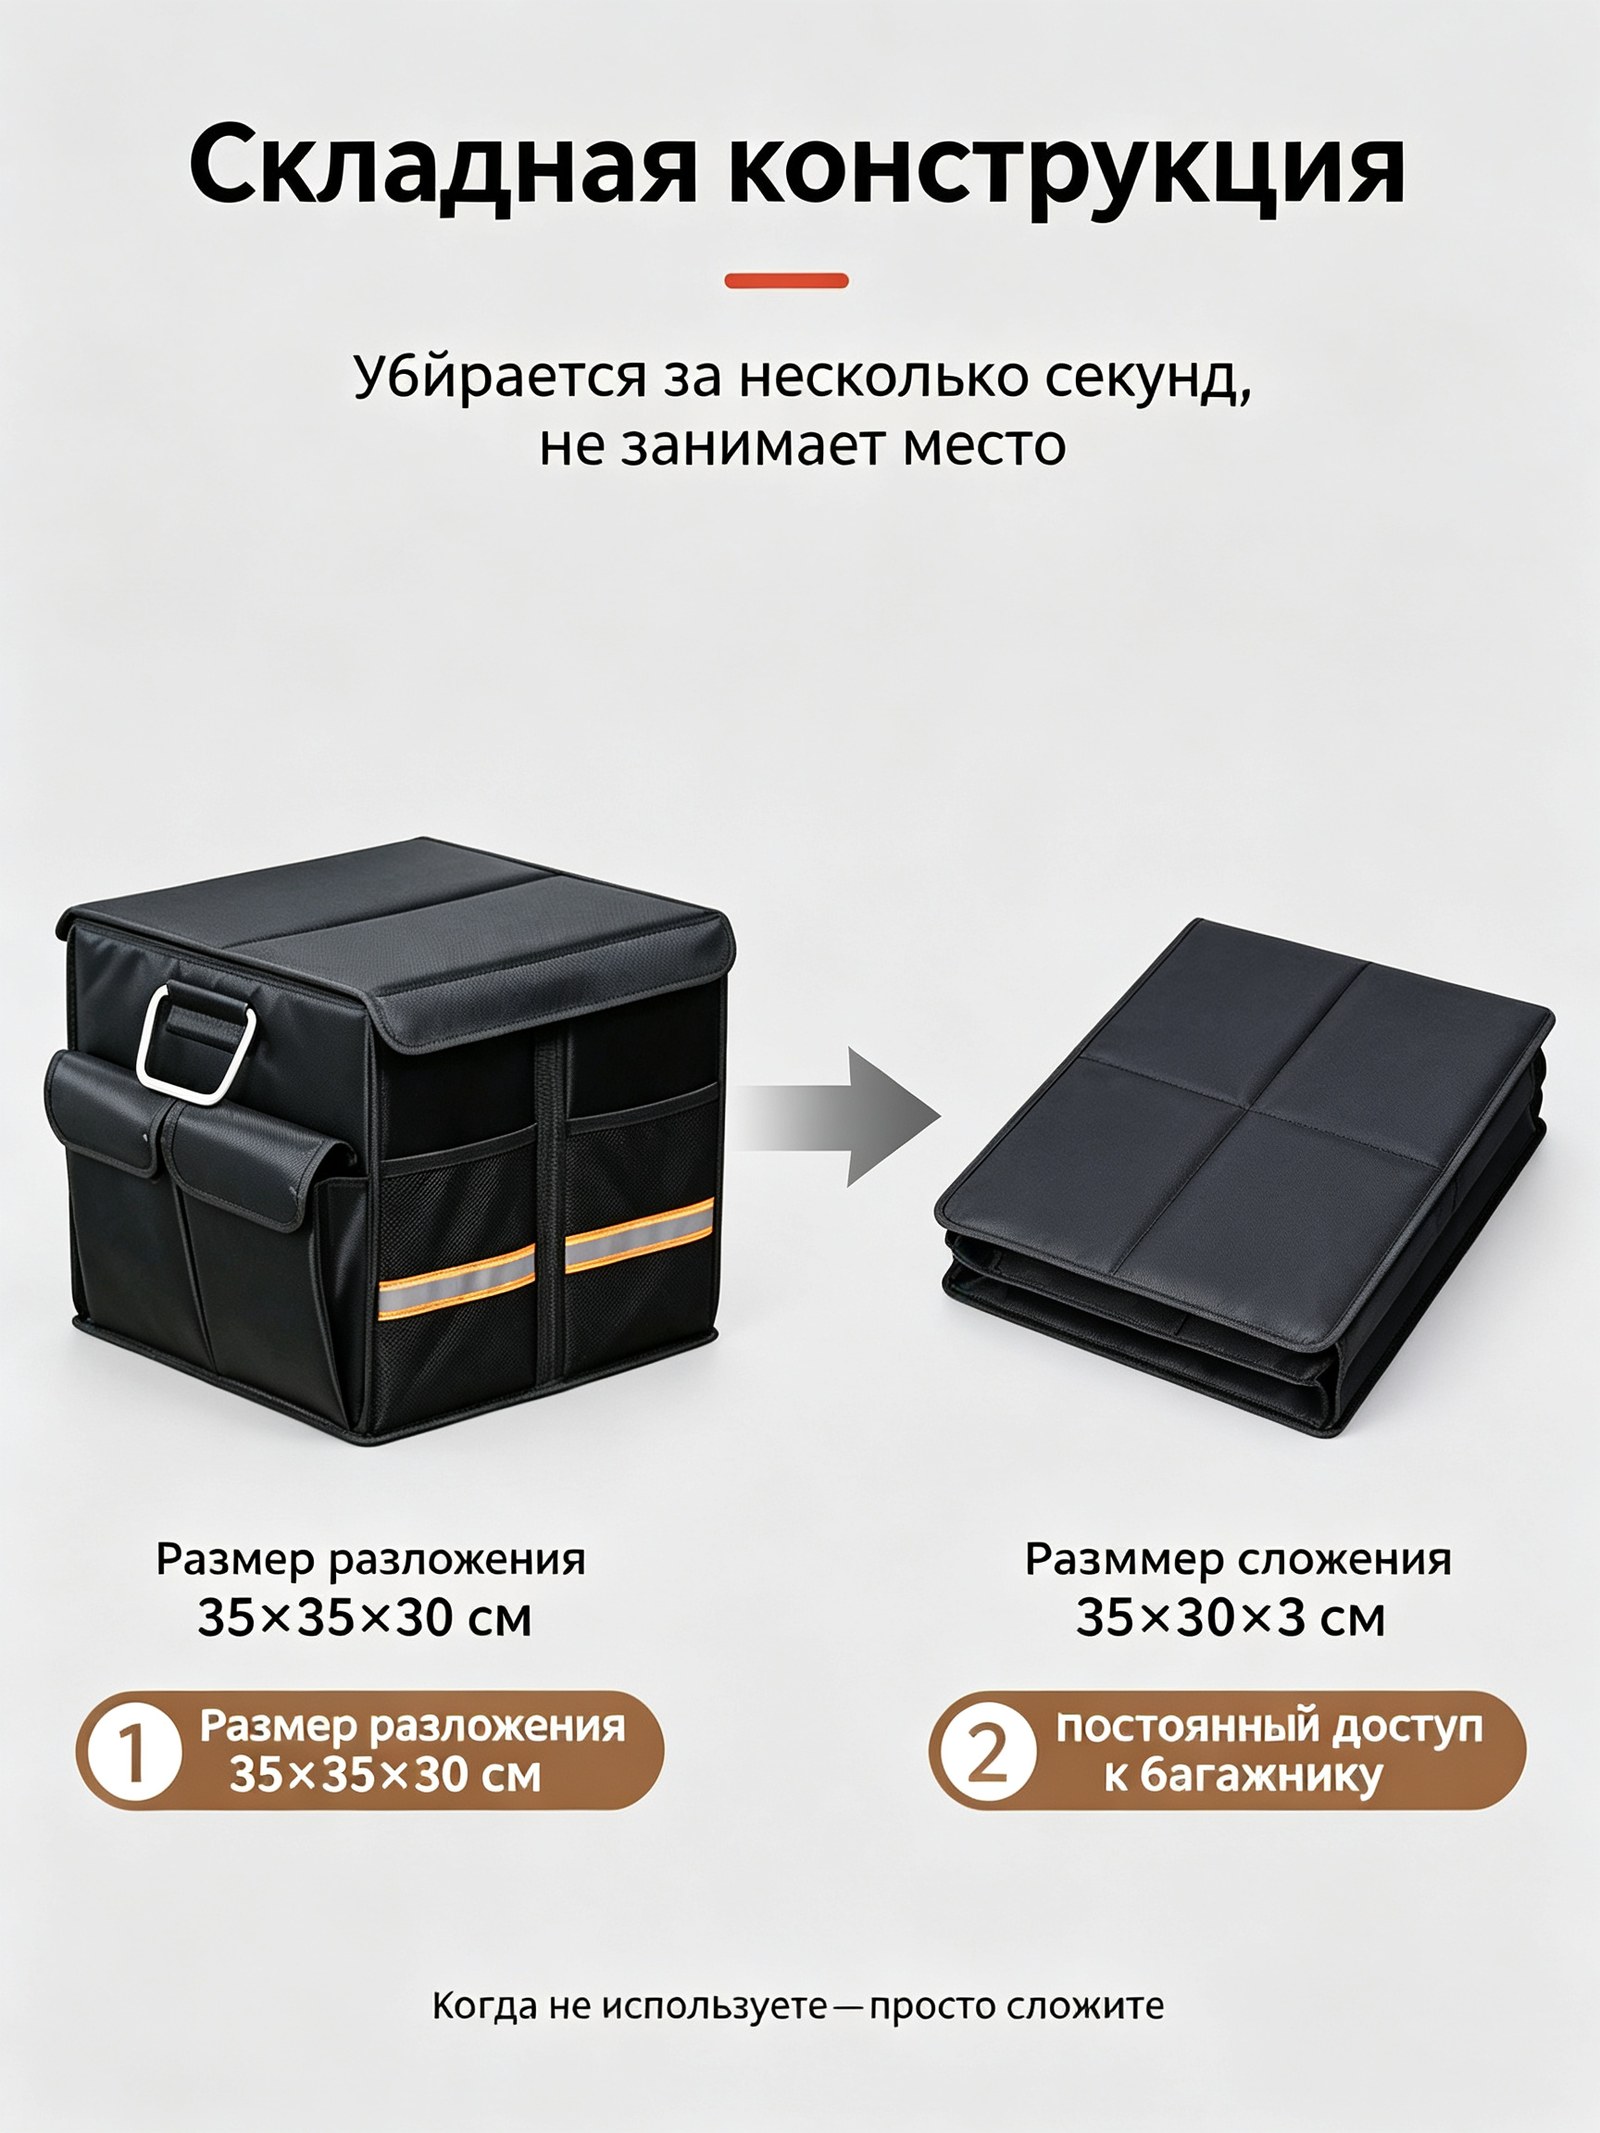 Складная конструкция
Убйрается за несколько секунд,
не занимает место
Размер разложения
35×35×30 см
Разммер сложения
35×30×3 см
1 Размер разложения
35×35×30 см
2 постоянный доступ
к багажнику
Когда не используете—просто сложите